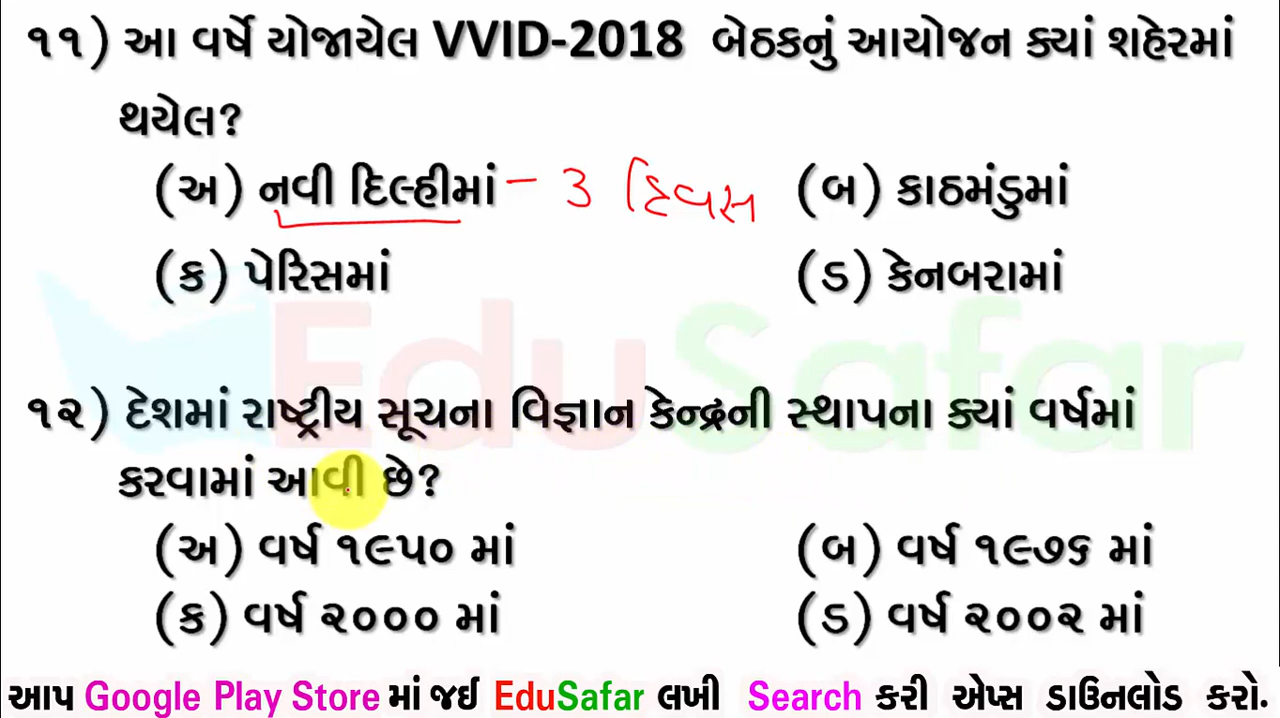 ૧૧) આ વર્ષે યોજાયેલ VVID-2018 બેઠકનું આયોજન ક્યાં શહેરમાં
થયેલ?
(અ) નવી દિલ્હીમાં - 3 દિવસ (બ) કાઠમંડુમાં
(ક) પેરિસમાં (ડ) કેનબરામાં
EduSafar
૧૨) દેશમાં રાષ્ટ્રીય સૂચના વિજ્ઞાન કેન્દ્રની સ્થાપના ક્યાં વર્ષમાં
કરવામાં આવી છે?
(અ) વર્ષ ૧૯૫૦ માં (બ) વર્ષ ૧૯૭૬ માં
(ક) વર્ષ ૨૦૦૦ માં (ડ) વર્ષ ૨૦૦૨ માં
આપ Google Play Store માં જઈ EduSafar લખી Search કરી એપ્સ ડાઉનલોડ કરો.